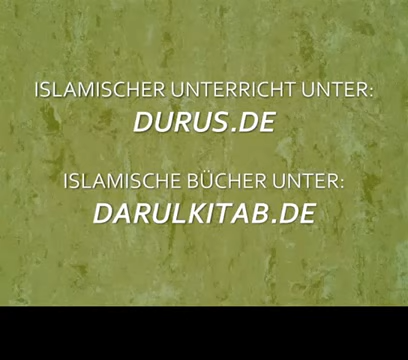 ISLAMISCHER UNTERRICHT UNTER:
DURUS.DE
ISLAMISCHE BÜCHER UNTER:
DARULKITAB.DE